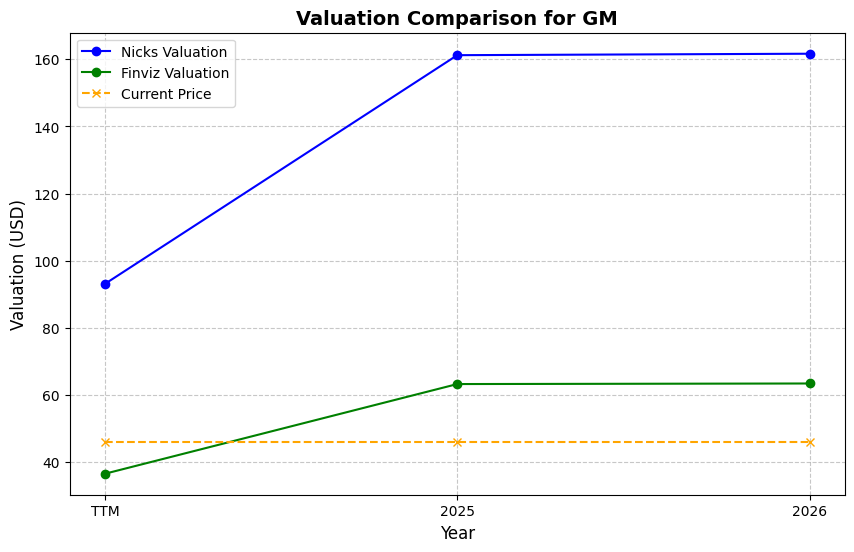 Valuation Comparison for GM
Nicks Valuation
Finviz Valuation
Current Price
Valuation (USD)
160
140
120
100
80
60
40
TTM
2025
2026
Year